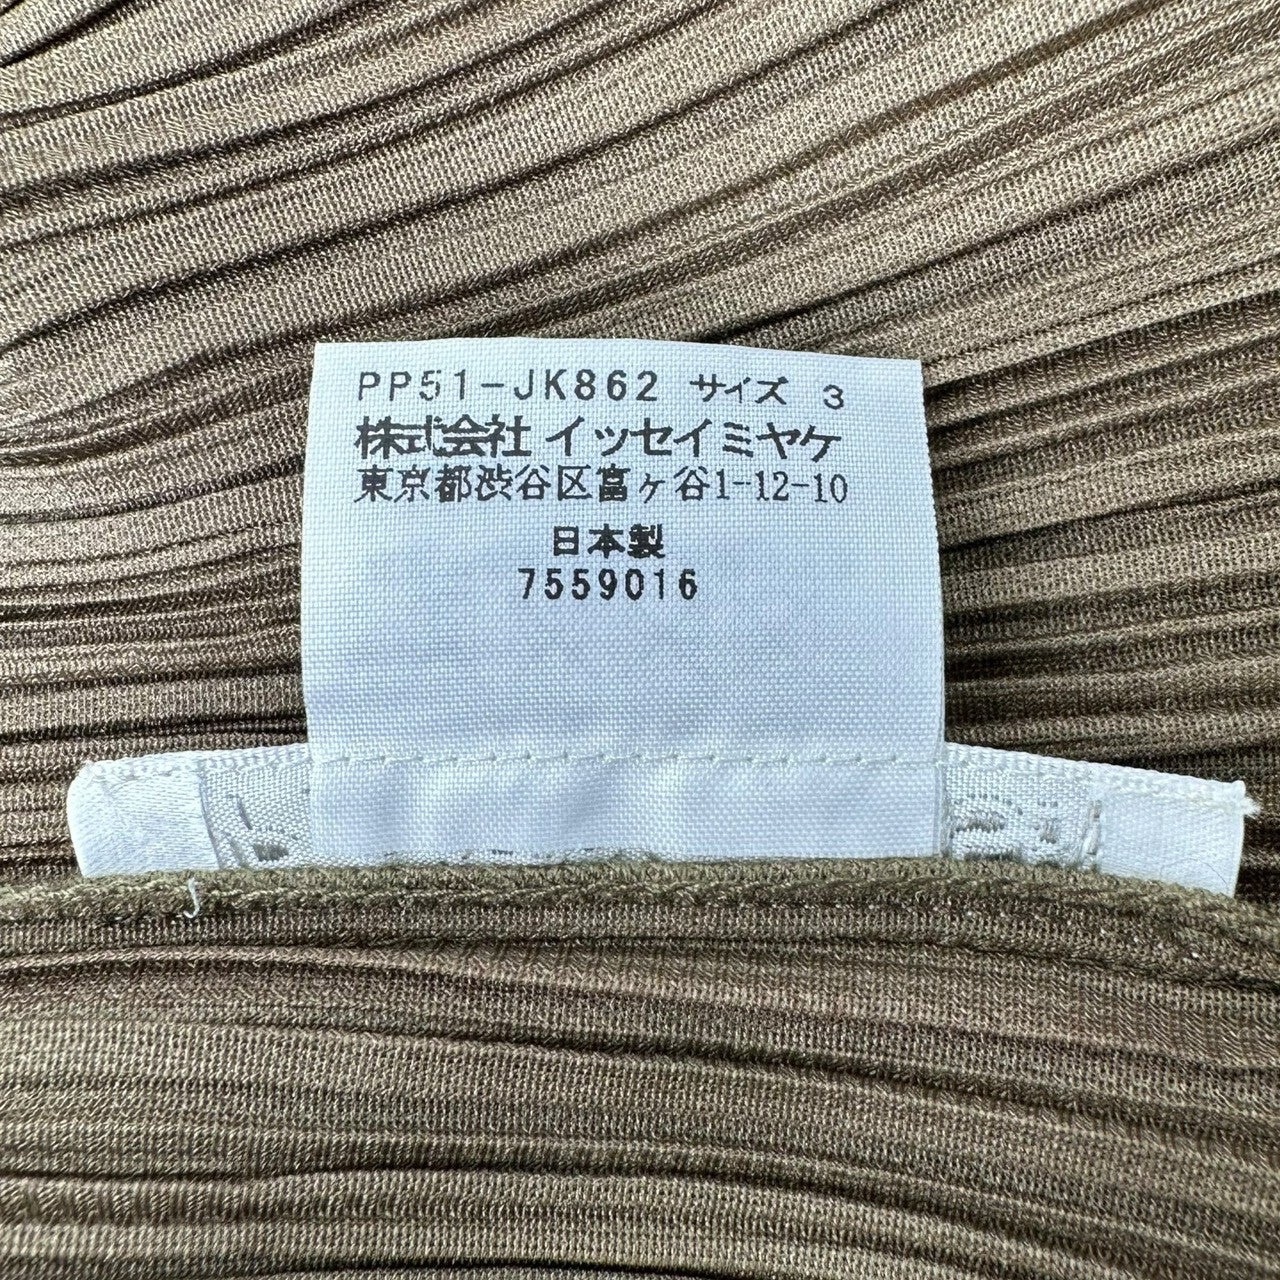 PP51-JK862 サイズ 3
株式会社 イッセイミヤケ
東京都渋谷区富ヶ谷1-12-10
日本製
7559016